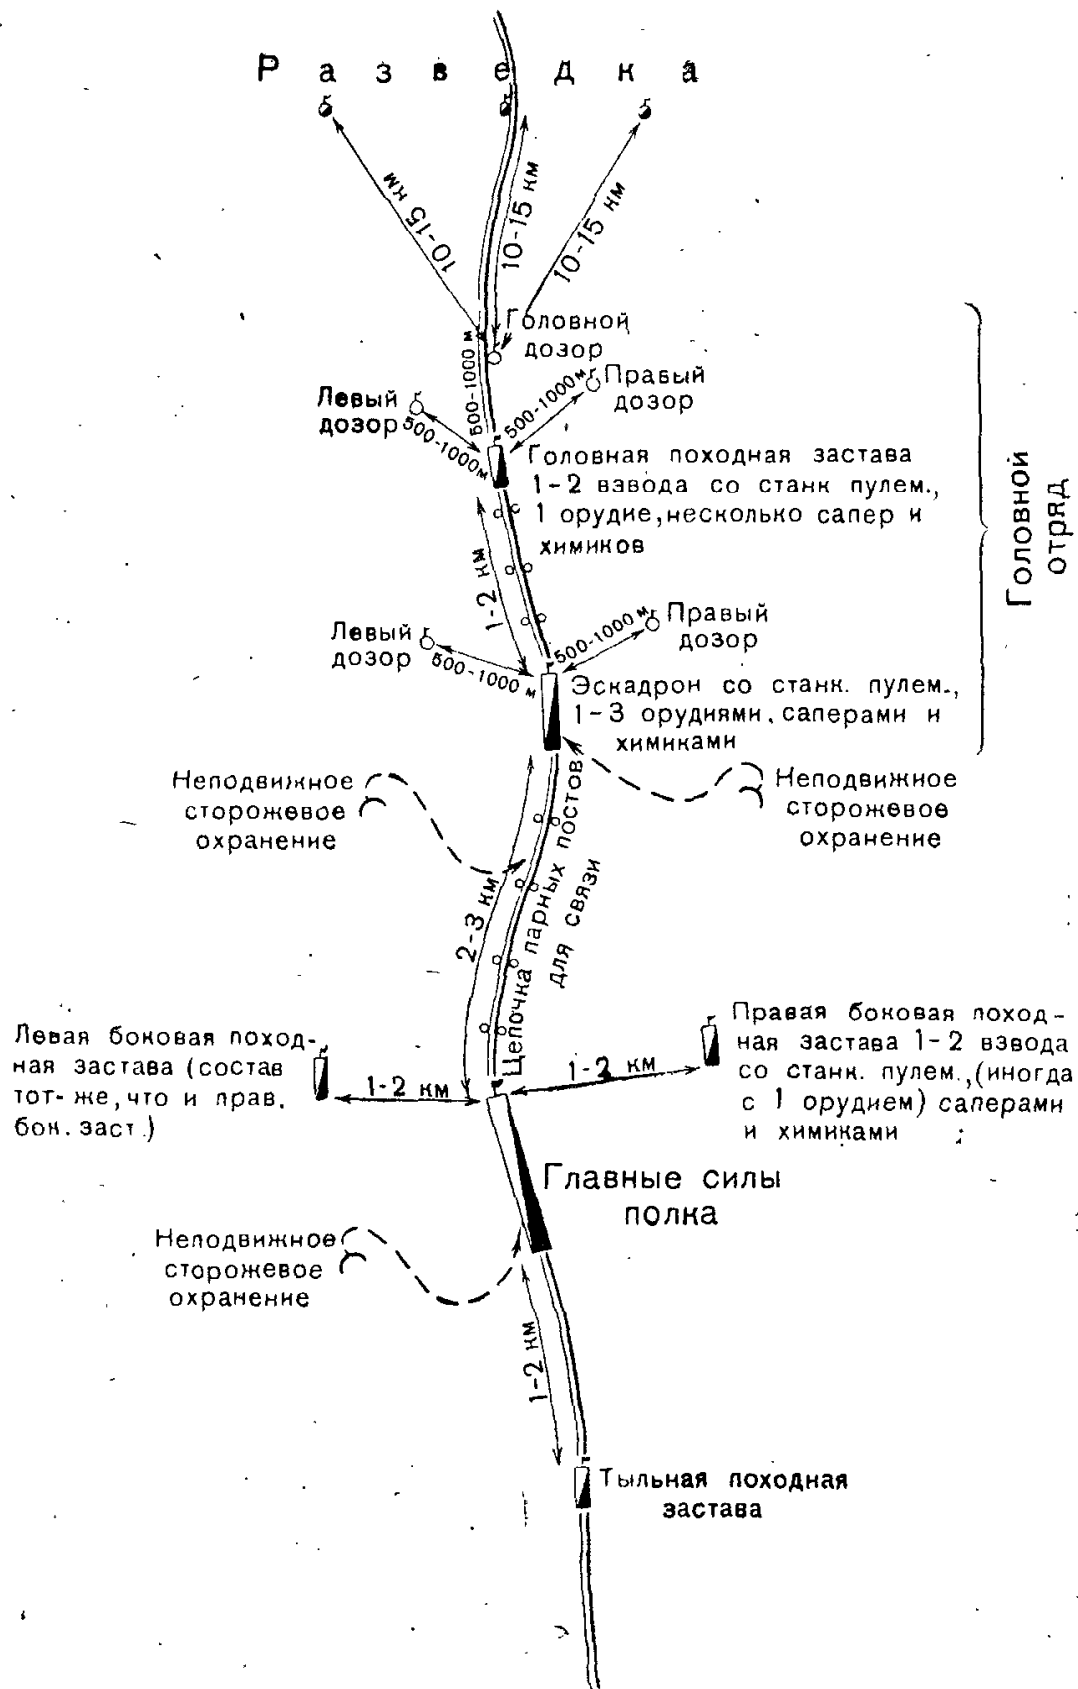 Разведка
10-15 км
10-15 км
10-15 км
Головной
дозор
500-1000 м
Левый
дозор
500-1000м
500-1000м
Правый
дозор
Головная походная застава
1-2 взвода со станк пулем.,
1 орудие, несколько сапер и
химиков
Головной
отряд
1-2 км
Левый
дозор
500-1000 м
500-1000 м
Правый
дозор
Эскадрон со станк. пулем.,
1-3 орудиями, саперами и
химиками
Неподвижное
сторожевое
охранение
Неподвижное
сторожевое
охранение
2-3 км
Цепочка парных постов
для связи
Левая боковая поход-
ная застава (состав
тот-же, что и прав.
бок. заст.)
1-2 км
1-2 км
Правая боковая поход-
ная застава 1-2 взвода
со станк. пулем., (иногда
с 1 орудием) саперами
и химиками
Главные силы
полка
Неподвижное
сторожевое
охранение
1-2 км
Тыльная походная
застава